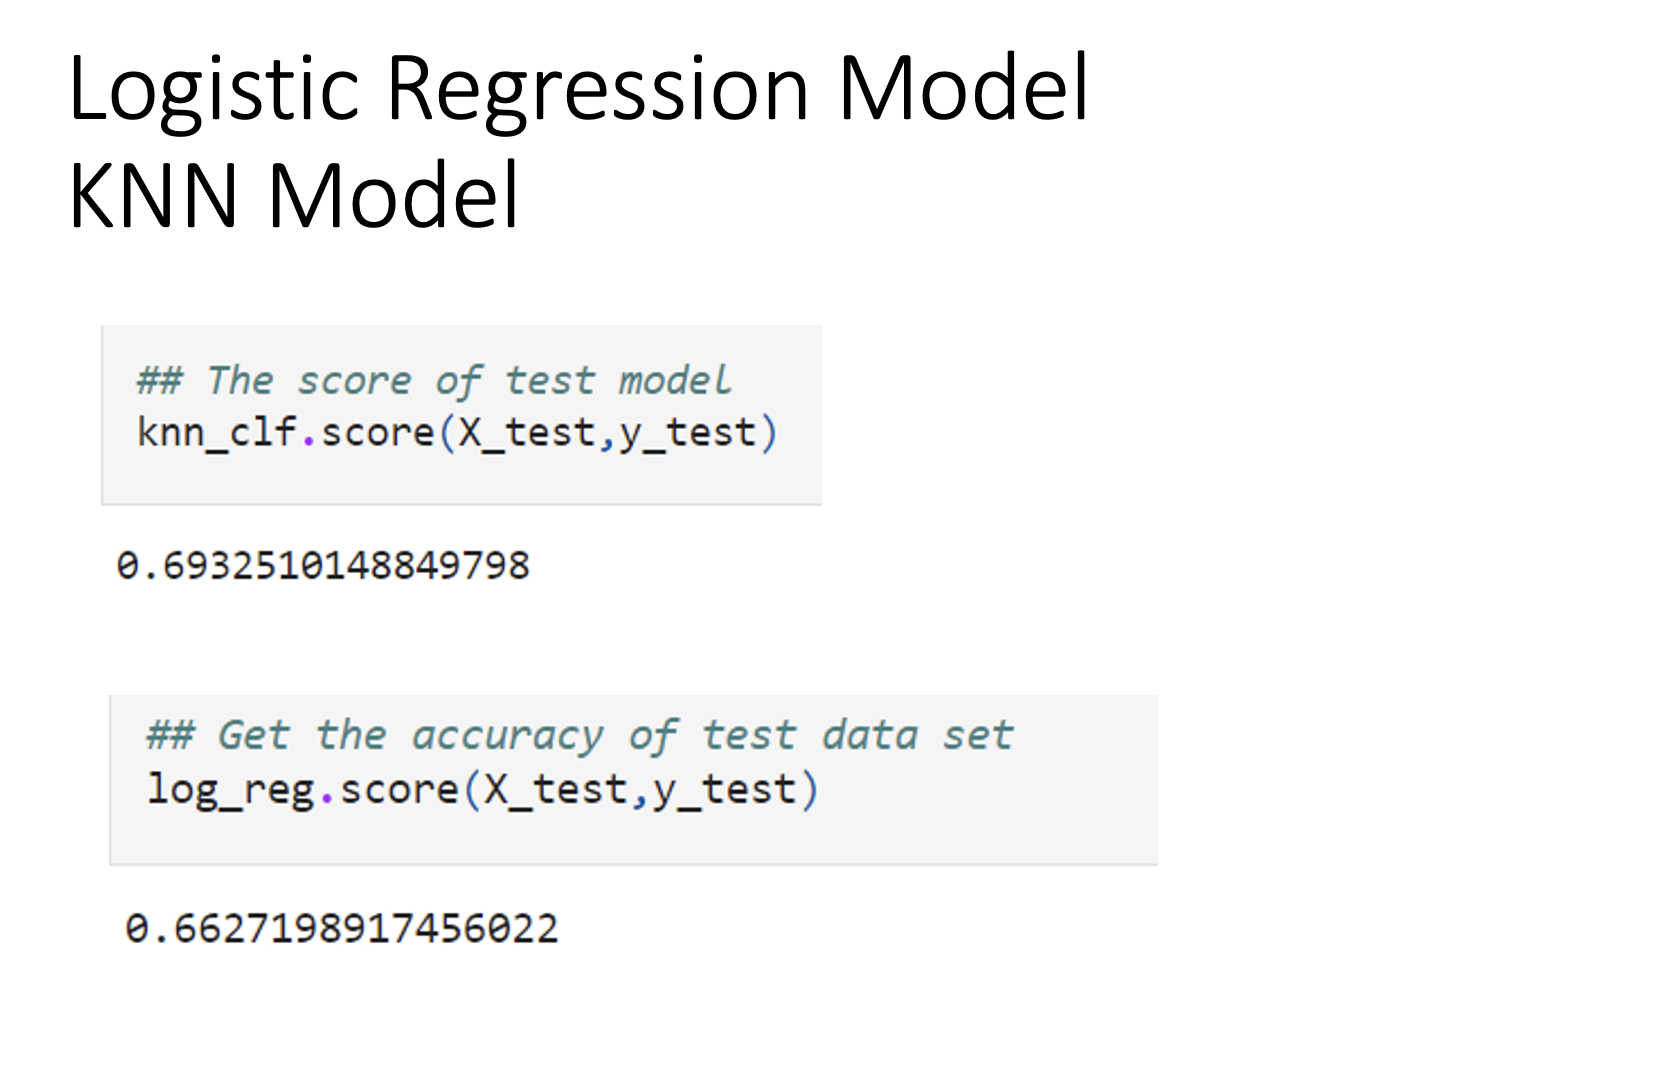 Logistic Regression Model
KNN Model
## The score of test model
knn_clf.score(X_test,y_test)
0.6932510148849798
## Get the accuracy of test data set
log_reg.score(X_test,y_test)
0.6627198917456022